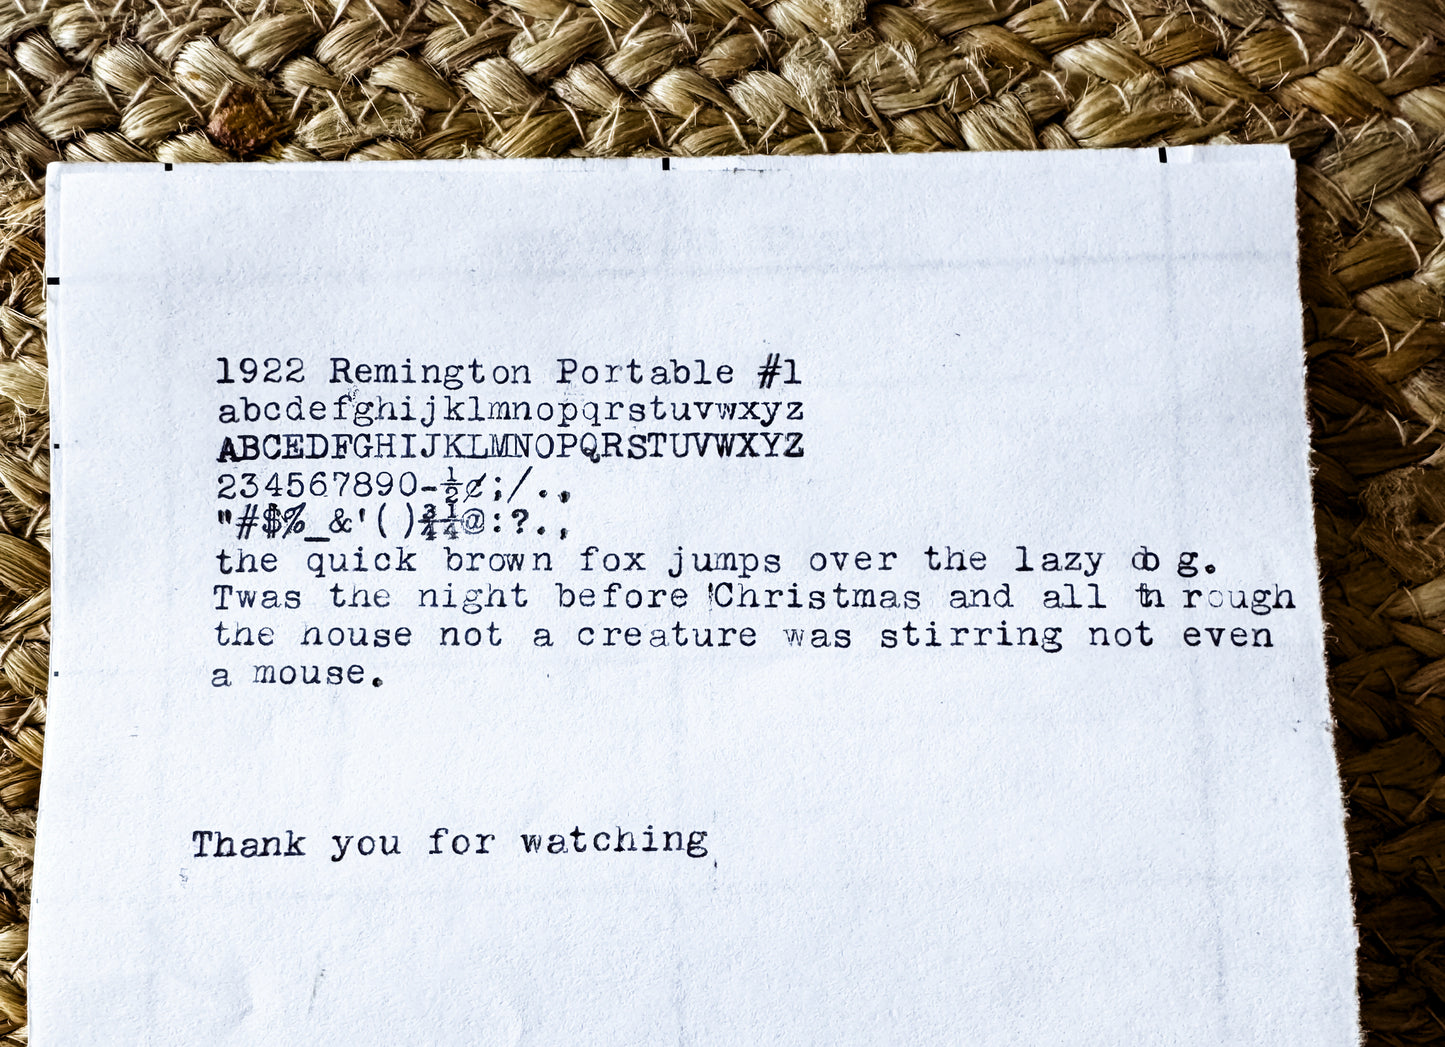 1922 Remington Portable #1
abcdefghijklmnopqrstuvwxyz
ABCEDFGHIJKLMNOPQRSTUVWXYZ
234567890-½¢;/.,
"#$%_&'()¾¼@:?.,
the quick brown fox jumps over the lazy do g.
Twas the night before 'Christmas and all th rough
the house not a creature was stirring not even
a mouse.
Thank you for watching